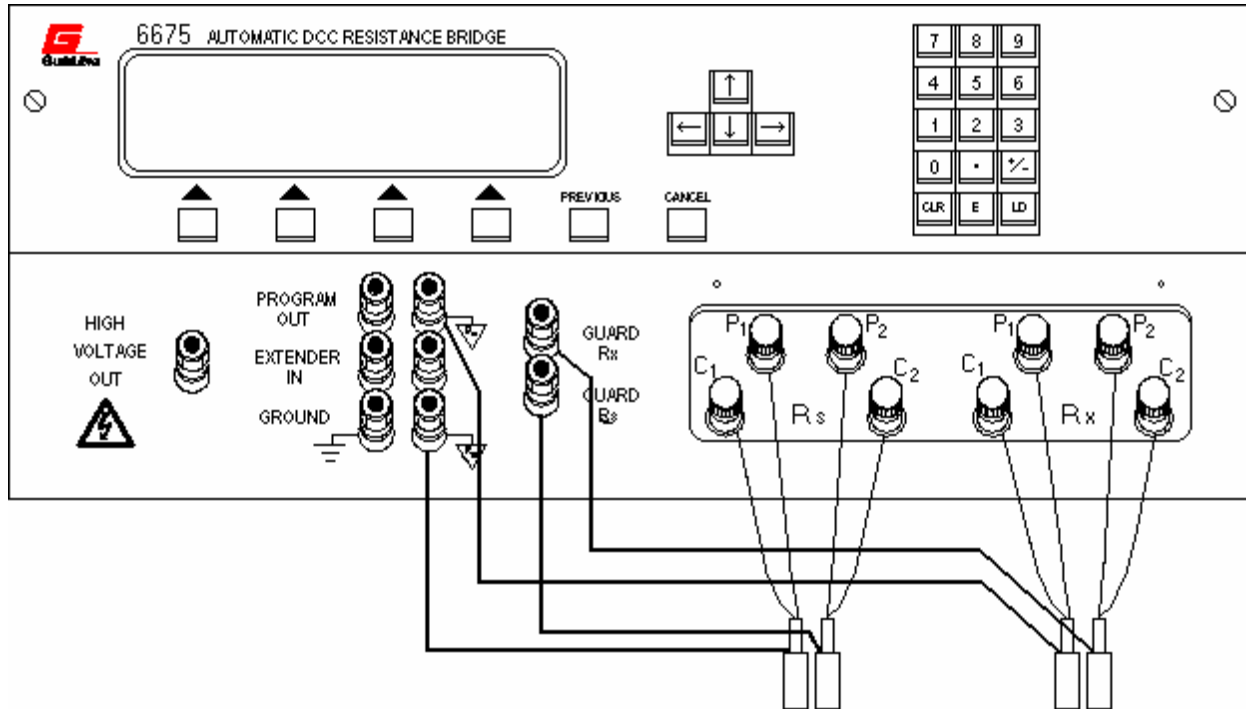 G
Guildline
6675 AUTOMATIC DCC RESISTANCE BRIDGE
7 8 9
4 5 6
1 2 3
0 . +/-
CLR E LD
↑
← ↓ →
PREVIOUS CANCEL
HIGH
VOLTAGE
OUT
PROGRAM
OUT
EXTENDER
IN
GROUND
GUARD
Rx
GUARD
Rs
P1 P2
C1 C2
Rs
P1 P2
C1 C2
Rx